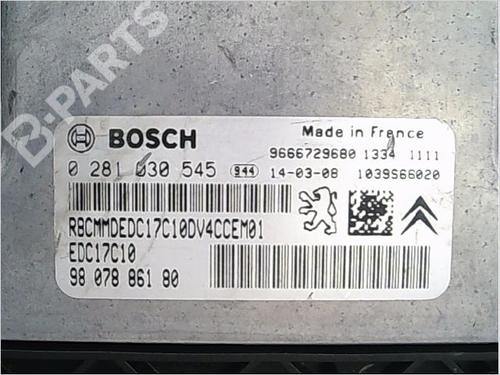 B-PARTS
BOSCH
Made in France
0 281 030 545 944
9666729680 1334 1111
14-03-08 1039S66020
RBCMMDEDC17C10DV4CCEM01
EDC17C10
98 078 861 80